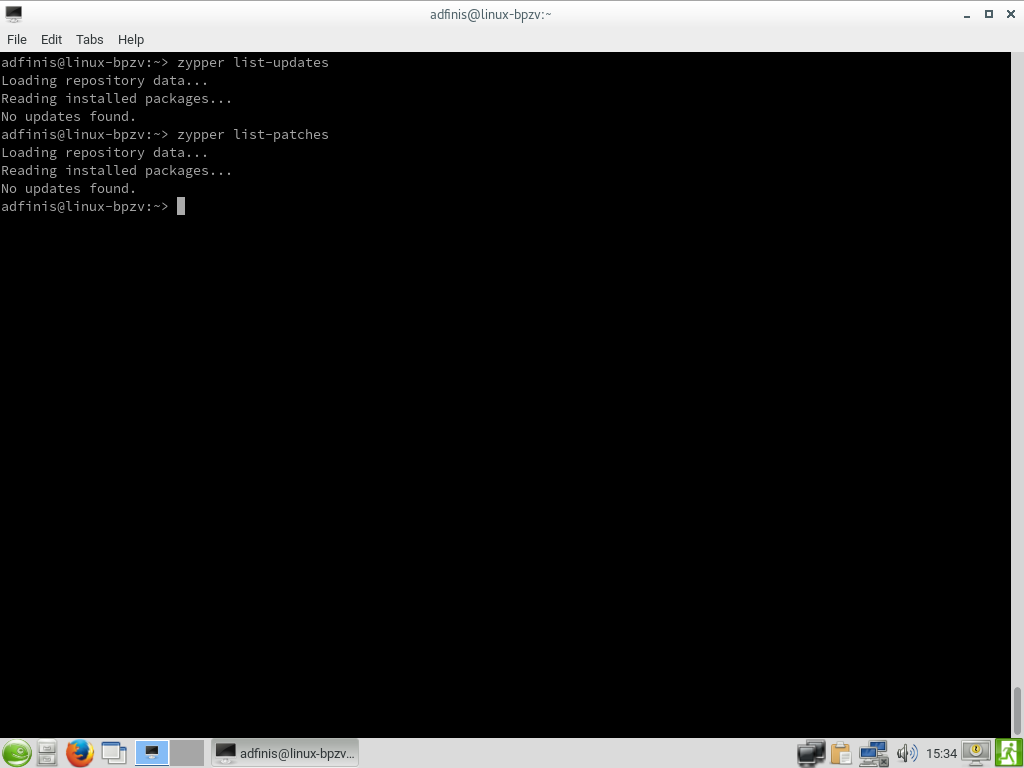 adfinis@linux-bpzv:~
File Edit Tabs Help
adfinis@linux-bpzv:~> zypper list-updates
Loading repository data...
Reading installed packages...
No updates found.
adfinis@linux-bpzv:~> zypper list-patches
Loading repository data...
Reading installed packages...
No updates found.
adfinis@linux-bpzv:~>
adfinis@linux-bpzv... 15:34